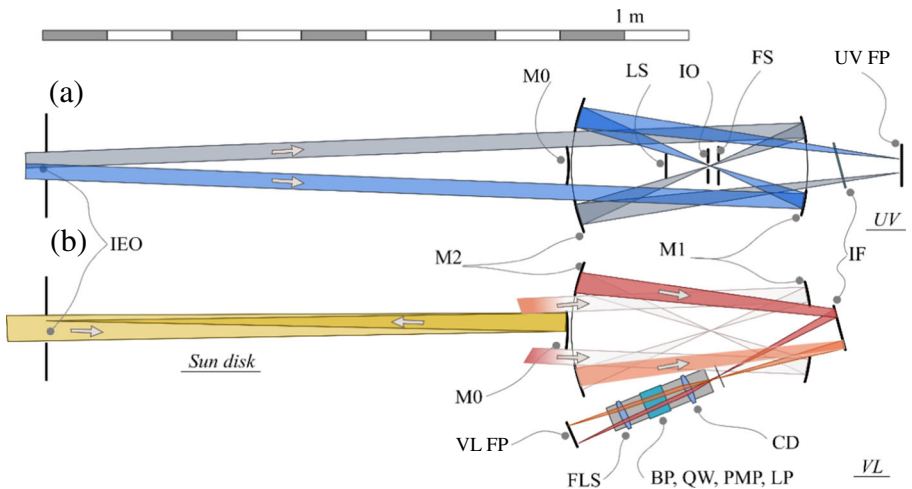 1 m
UV FP
(a)
M0
LS
IO
FS
UV
IEO
(b)
M2
M1
IF
Sun disk
M0
VL FP
CD
FLS
BP, QW, PMP, LP
VL